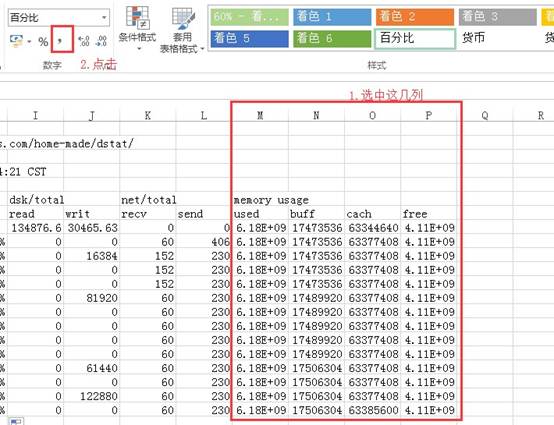 百分比
% , .00 .0
数字
条件格式
套用
表格格式
60% - 着...
着色 1
着色 2
着色 3
着色 5
着色 6
百分比
货币
样式
2.点击
1.选中这几列
I J K L M N O P Q R
s.com/home-made/dstat/
4:21 CST
dsk/total net/total memory usage
read writ recv send used buff cach free
134876.6 30465.63 0 0 6.18E+09 17473536 63344640 4.11E+09
% 0 0 60 406 6.18E+09 17473536 63377408 4.11E+09
% 0 16384 152 230 6.18E+09 17473536 63377408 4.11E+09
% 0 0 152 230 6.18E+09 17473536 63377408 4.11E+09
% 0 0 152 230 6.18E+09 17473536 63377408 4.11E+09
% 0 81920 60 230 6.18E+09 17489920 63377408 4.11E+09
% 0 0 60 230 6.18E+09 17489920 63377408 4.11E+09
% 0 0 60 230 6.18E+09 17489920 63377408 4.11E+09
% 0 0 60 230 6.18E+09 17489920 63377408 4.11E+09
% 0 0 60 230 6.18E+09 17489920 63377408 4.11E+09
% 0 61440 60 230 6.18E+09 17506304 63377408 4.11E+09
% 0 0 60 230 6.18E+09 17506304 63377408 4.11E+09
% 0 122880 60 230 6.18E+09 17506304 63377408 4.11E+09
% 0 0 60 230 6.18E+09 17506304 63385600 4.11E+09